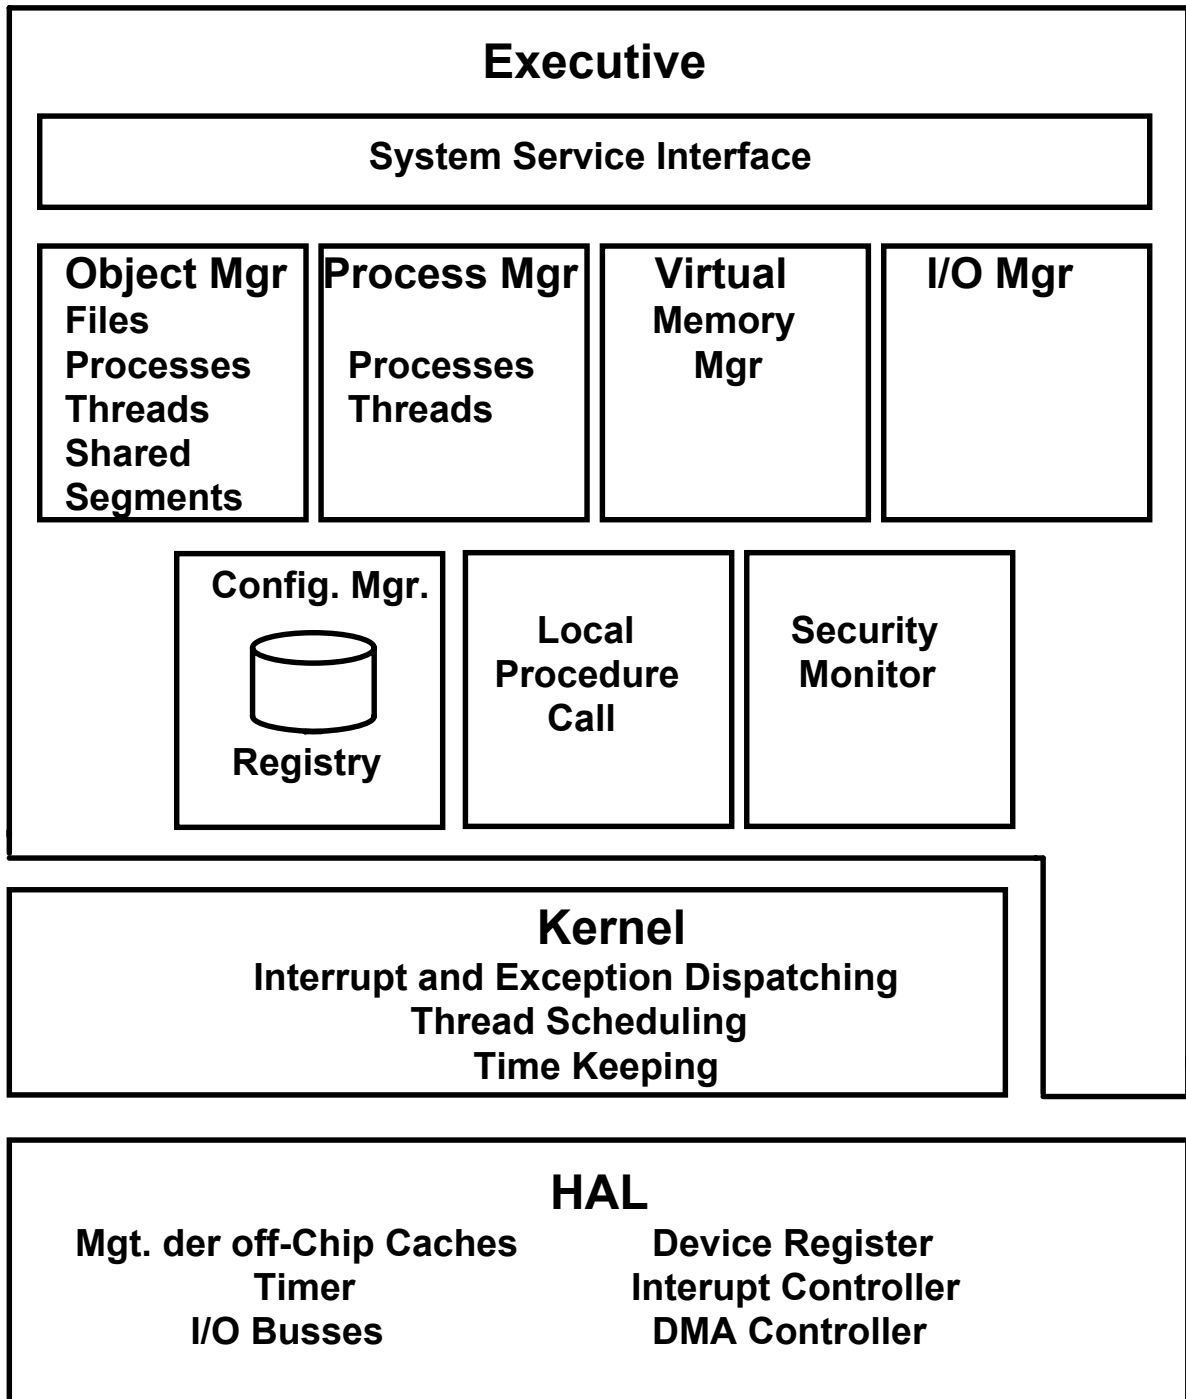 Executive
System Service Interface
Object Mgr
Files
Processes
Threads
Shared
Segments
Process Mgr
Processes
Threads
Virtual
Memory
Mgr
I/O Mgr
Config. Mgr.
Registry
Local
Procedure
Call
Security
Monitor
Kernel
Interrupt and Exception Dispatching
Thread Scheduling
Time Keeping
HAL
Mgt. der off-Chip Caches
Timer
I/O Busses
Device Register
Interupt Controller
DMA Controller